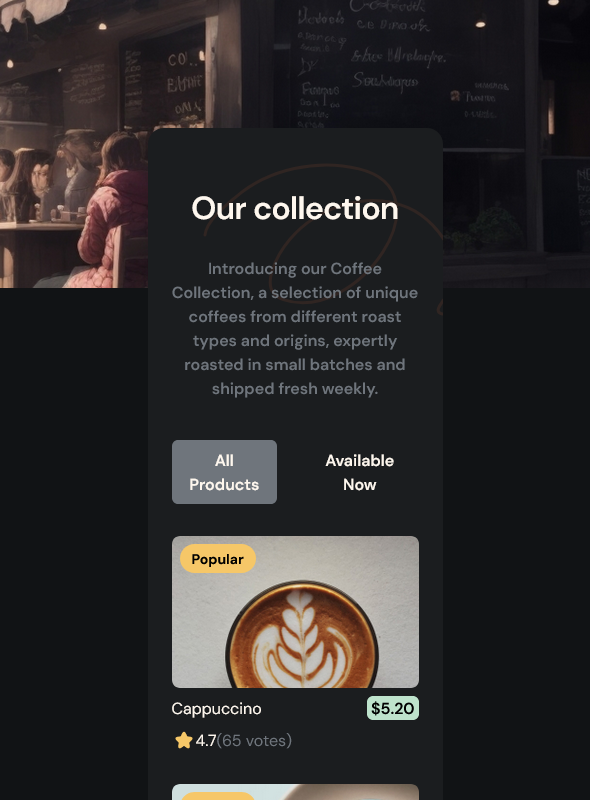 Our collection
Introducing our Coffee
Collection, a selection of unique
coffees from different roast
types and origins, expertly
roasted in small batches and
shipped fresh weekly.
All
Products
Available
Now
Popular
Cappuccino
$5.20
4.7(65 votes)